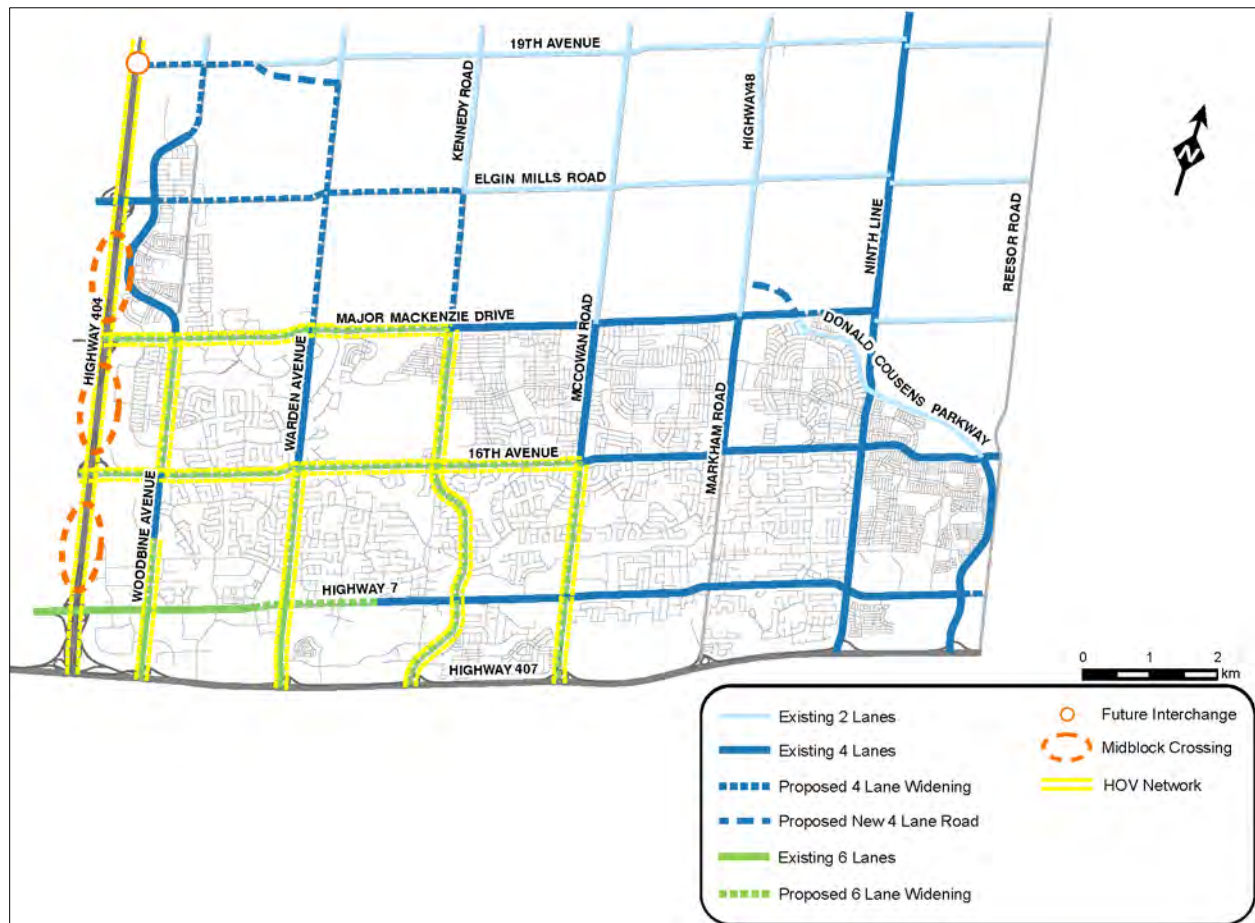 19TH AVENUE
KENNEDY ROAD
HIGHWAY48
N
ELGIN MILLS ROAD
NINTH LINE
REESOR ROAD
HIGHWAY 404
MAJOR MACKENZIE DRIVE
MCCOWAN ROAD
DONALD COUSENS PARKWAY
WARDEN AVENUE
MARKHAM ROAD
16TH AVENUE
WOODBINE AVENUE
HIGHWAY 7
HIGHWAY 407
0 1 2
km
Existing 2 Lanes
Existing 4 Lanes
Proposed 4 Lane Widening
Proposed New 4 Lane Road
Existing 6 Lanes
Proposed 6 Lane Widening
Future Interchange
Midblock Crossing
HOV Network